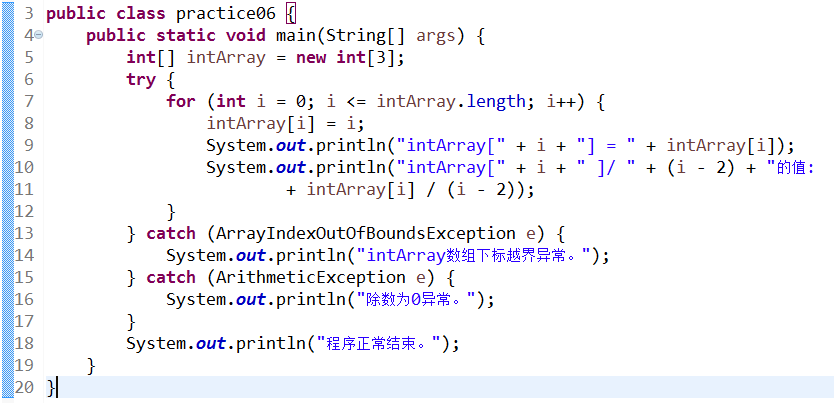 3 public class practice06 {
4 public static void main(String[] args) {
5 int[] intArray = new int[3];
6 try {
7 for (int i = 0; i <= intArray.length; i++) {
8 intArray[i] = i;
9 System.out.println("intArray[" + i + "] = " + intArray[i]);
10 System.out.println("intArray[" + i + " ]/ " + (i - 2) + "的值:
11 + intArray[i] / (i - 2));
12 }
13 } catch (ArrayIndexOutOfBoundsException e) {
14 System.out.println("intArray数组下标越界异常。");
15 } catch (ArithmeticException e) {
16 System.out.println("除数为0异常。");
17 }
18 System.out.println("程序正常结束。");
19 }
20 }